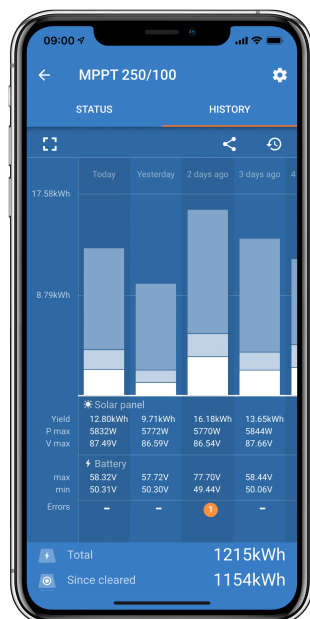 09:00
MPPT 250/100
STATUS HISTORY
Today Yesterday 2 days ago 3 days ago 4
17.58kWh
8.79kWh
Solar panel
Yield 12.80kWh 9.71kWh 16.18kWh 13.65kWh
P max 5832W 5772W 5770W 5844W
V max 87.49V 86.59V 86.54V 87.66V
Battery
max 58.32V 57.72V 77.70V 58.44V
min 50.31V 50.30V 49.44V 50.06V
Errors – – 1 –
Total 1215kWh
Since cleared 1154kWh